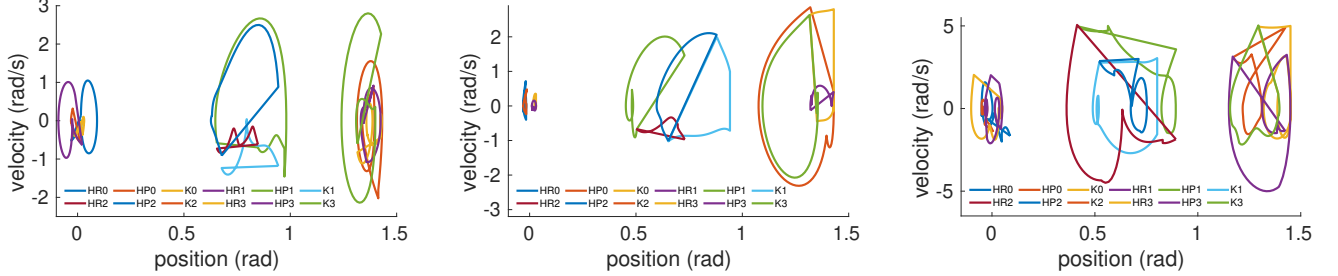 velocity (rad/s)
3
2
1
0
-1
-2
HR0 HP0 K0 HR1 HP1 K1
HR2 HP2 K2 HR3 HP3 K3
0 0.5 1 1.5
position (rad)
velocity (rad/s)
2
1
0
-1
-2
-3
HR0 HP0 K0 HR1 HP1 K1
HR2 HP2 K2 HR3 HP3 K3
0 0.5 1 1.5
position (rad)
velocity (rad/s)
5
0
-5
HR0 HP0 K0 HR1 HP1 K1
HR2 HP2 K2 HR3 HP3 K3
0 0.5 1 1.5
position (rad)